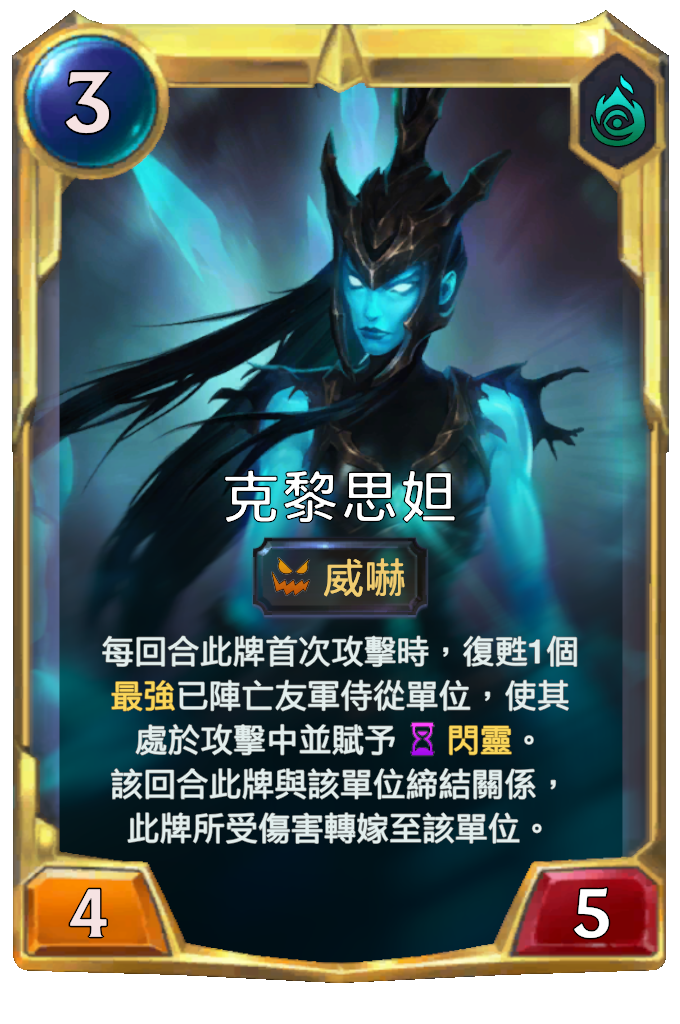 3
克黎思妲
威嚇
每回合此牌首次攻擊時，復甦1個
最強已陣亡友軍侍從單位，使其
處於攻擊中並賦予 閃靈。
該回合此牌與該單位締結關係，
此牌所受傷害轉嫁至該單位。
4
5